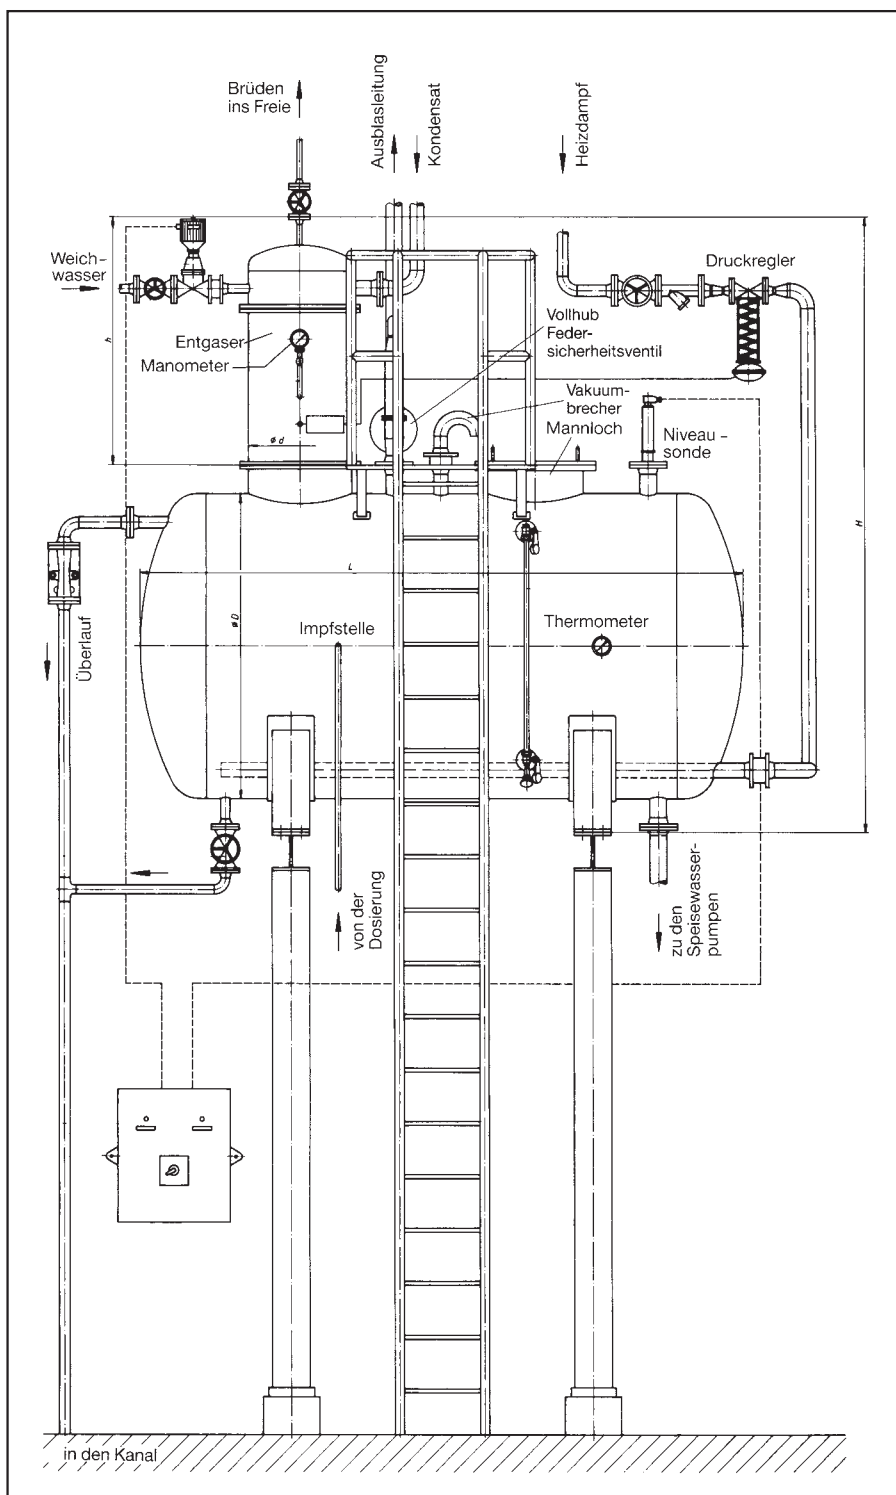 Brüden
ins Freie
Ausblasleitung
Kondensat
Heizdampf
Weich-
wasser
Druckregler
Entgaser
Manometer
Vollhub
Feder-
sicherheitsventil
Vakuum-
brecher
Mannloch
Niveau-
sonde
h
ø d
H
L
ø D
Überlauf
Impfstelle
Thermometer
von der
Dosierung
zu den
Speisewasser-
pumpen
in den Kanal